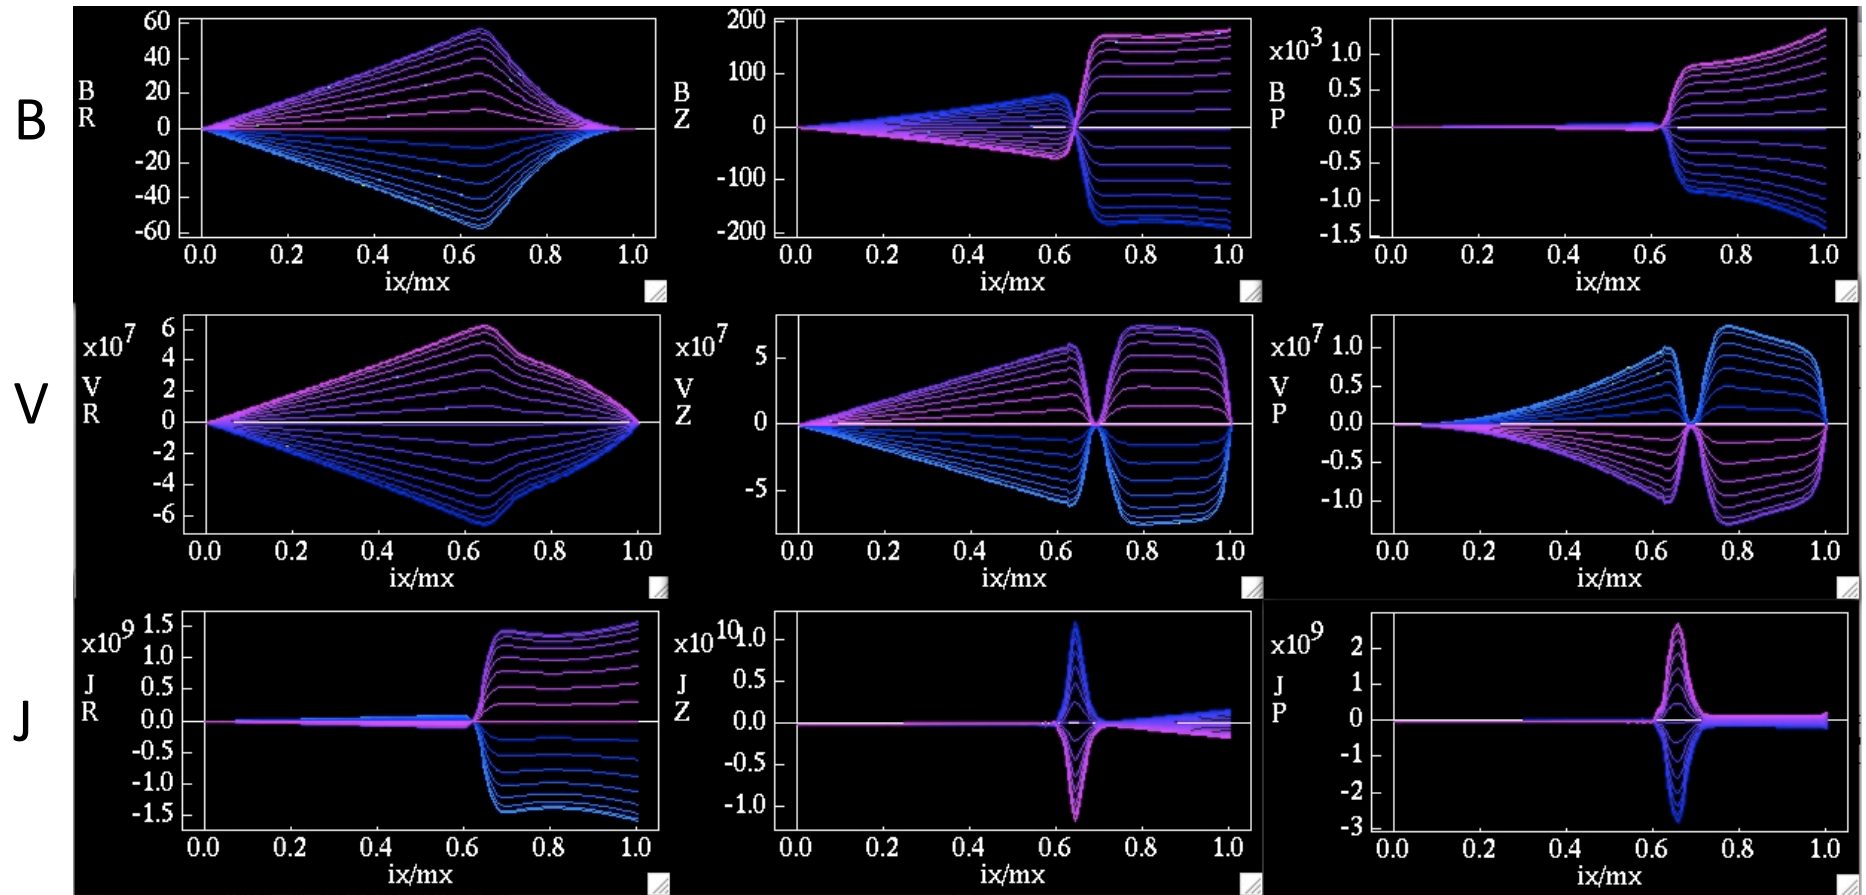 B
B
R
60
40
20
0
-20
-40
-60
0.0 0.2 0.4 0.6 0.8 1.0
ix/mx
B
Z
200
100
0
-100
-200
0.0 0.2 0.4 0.6 0.8 1.0
ix/mx
x10^3
B
P
1.0
0.5
0.0
-0.5
-1.0
-1.5
0.0 0.2 0.4 0.6 0.8 1.0
ix/mx
V
x10^7
V
R
6
4
2
0
-2
-4
-6
0.0 0.2 0.4 0.6 0.8 1.0
ix/mx
x10^7
V
Z
5
0
-5
0.0 0.2 0.4 0.6 0.8 1.0
ix/mx
x10^7
V
P
1.0
0.5
0.0
-0.5
-1.0
0.0 0.2 0.4 0.6 0.8 1.0
ix/mx
J
x10^9
J
R
1.5
1.0
0.5
0.0
-0.5
-1.0
-1.5
0.0 0.2 0.4 0.6 0.8 1.0
ix/mx
x10^10
J
Z
1.0
0.5
0.0
-0.5
-1.0
0.0 0.2 0.4 0.6 0.8 1.0
ix/mx
x10^9
J
P
2
1
0
-1
-2
-3
0.0 0.2 0.4 0.6 0.8 1.0
ix/mx